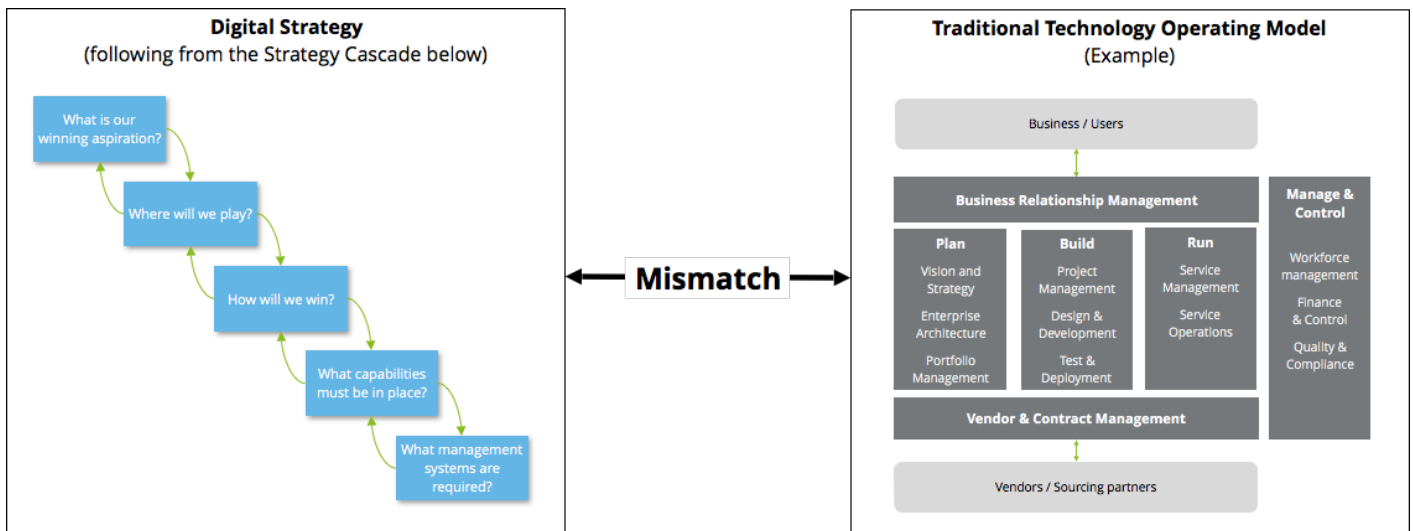 Digital Strategy
(following from the Strategy Cascade below)
What is our
winning aspiration?
Where will we play?
How will we win?
What capabilities
must be in place?
What management
systems are
required?
Mismatch
Traditional Technology Operating Model
(Example)
Business / Users
Business Relationship Management
Plan
Vision and
Strategy
Enterprise
Architecture
Portfolio
Management
Build
Project
Management
Design &
Development
Test &
Deployment
Run
Service
Management
Service
Operations
Manage &
Control
Workforce
management
Finance
& Control
Quality &
Compliance
Vendor & Contract Management
Vendors / Sourcing partners